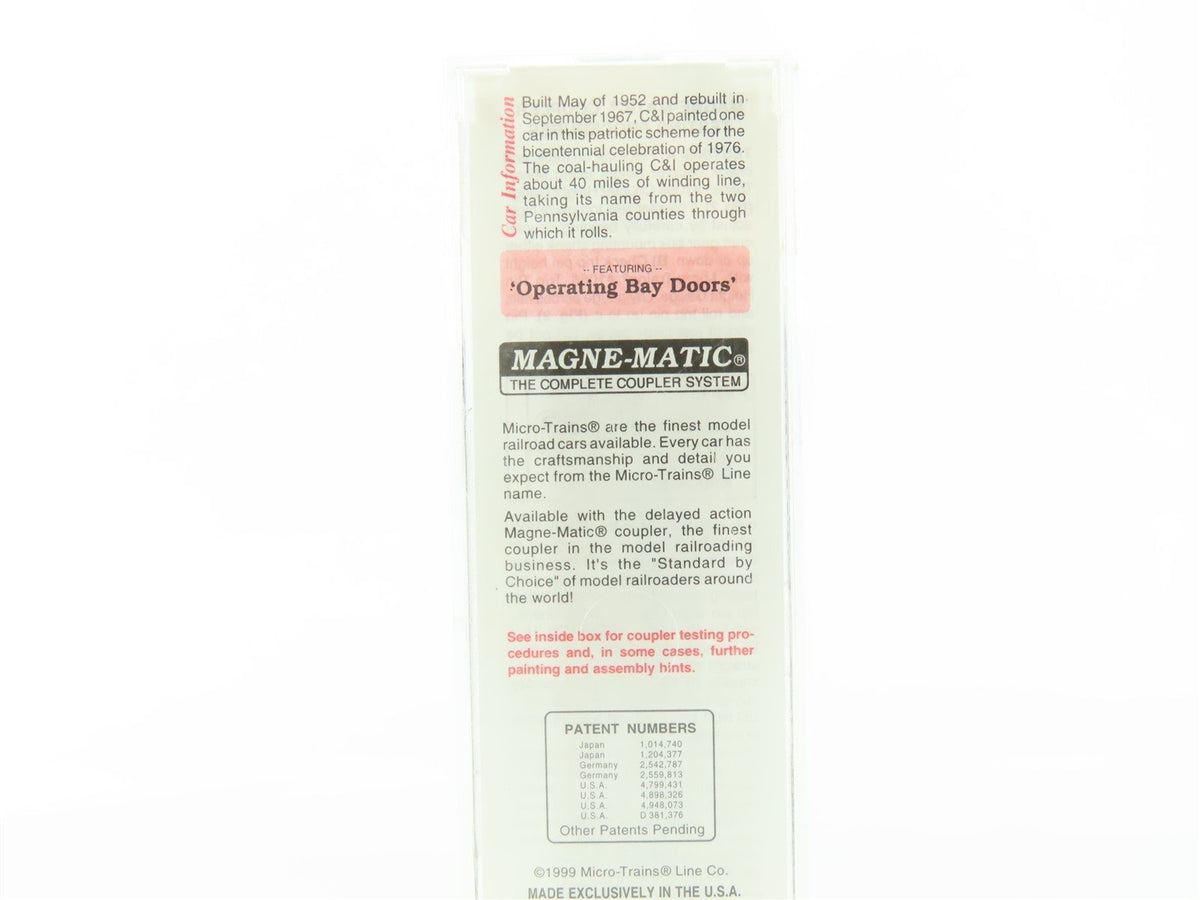 Car Information
Built May of 1952 and rebuilt in
September 1967, C&I painted one
car in this patriotic scheme for the
bicentennial celebration of 1976.
The coal-hauling C&I operates
about 40 miles of winding line,
taking its name from the two
Pennsylvania counties through
which it rolls.
-- FEATURING --
'Operating Bay Doors'
MAGNE-MATIC®
THE COMPLETE COUPLER SYSTEM
Micro-Trains® are the finest model
railroad cars available. Every car has
the craftsmanship and detail you
expect from the Micro-Trains® Line
name.
Available with the delayed action
Magne-Matic® coupler, the finest
coupler in the model railroading
business. It's the "Standard by
Choice" of model railroaders around
the world!
See inside box for coupler testing pro-
cedures and, in some cases, further
painting and assembly hints.
PATENT NUMBERS
Japan 1,014,740
Japan 1,204,377
Germany 2,542,787
Germany 2,559,813
U.S.A. 4,799,431
U.S.A. 4,898,326
U.S.A. 4,948,073
U.S.A. D 381,376
Other Patents Pending
©1999 Micro-Trains® Line Co.
MADE EXCLUSIVELY IN THE U.S.A.